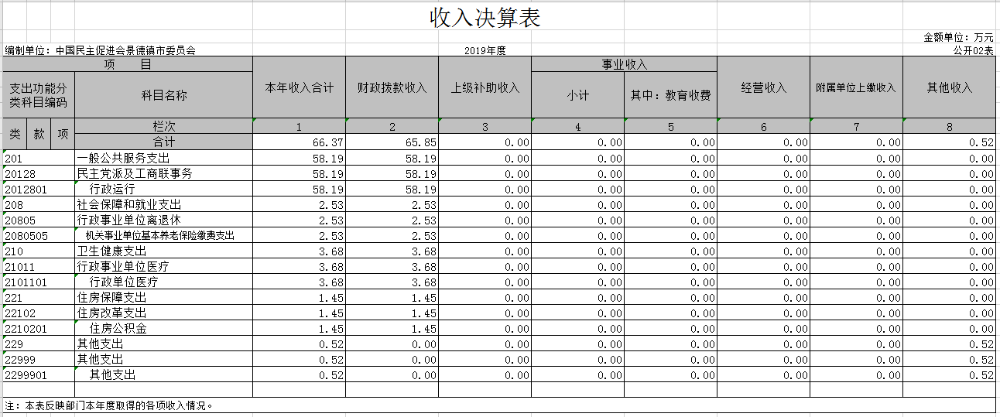 收入决算表
金额单位：万元
编制单位：中国民主促进会景德镇市委员会 2019年度 公开02表
项 目 本年收入合计 财政拨款收入 上级补助收入 事业收入 经营收入 附属单位上缴收入 其他收入
支出功能分类科目编码 科目名称 小计 其中：教育收费
类 款 项 栏次 1 2 3 4 5 6 7 8
合计 66.37 65.85 0.00 0.00 0.00 0.00 0.00 0.52
201 一般公共服务支出 58.19 58.19 0.00 0.00 0.00 0.00 0.00 0.00
20128 民主党派及工商联事务 58.19 58.19 0.00 0.00 0.00 0.00 0.00 0.00
2012801 行政运行 58.19 58.19 0.00 0.00 0.00 0.00 0.00 0.00
208 社会保障和就业支出 2.53 2.53 0.00 0.00 0.00 0.00 0.00 0.00
20805 行政事业单位离退休 2.53 2.53 0.00 0.00 0.00 0.00 0.00 0.00
2080505 机关事业单位基本养老保险缴费支出 2.53 2.53 0.00 0.00 0.00 0.00 0.00 0.00
210 卫生健康支出 3.68 3.68 0.00 0.00 0.00 0.00 0.00 0.00
21011 行政事业单位医疗 3.68 3.68 0.00 0.00 0.00 0.00 0.00 0.00
2101101 行政单位医疗 3.68 3.68 0.00 0.00 0.00 0.00 0.00 0.00
221 住房保障支出 1.45 1.45 0.00 0.00 0.00 0.00 0.00 0.00
22102 住房改革支出 1.45 1.45 0.00 0.00 0.00 0.00 0.00 0.00
2210201 住房公积金 1.45 1.45 0.00 0.00 0.00 0.00 0.00 0.00
229 其他支出 0.52 0.00 0.00 0.00 0.00 0.00 0.00 0.52
22999 其他支出 0.52 0.00 0.00 0.00 0.00 0.00 0.00 0.52
2299901 其他支出 0.52 0.00 0.00 0.00 0.00 0.00 0.00 0.52
注：本表反映部门本年度取得的各项收入情况。